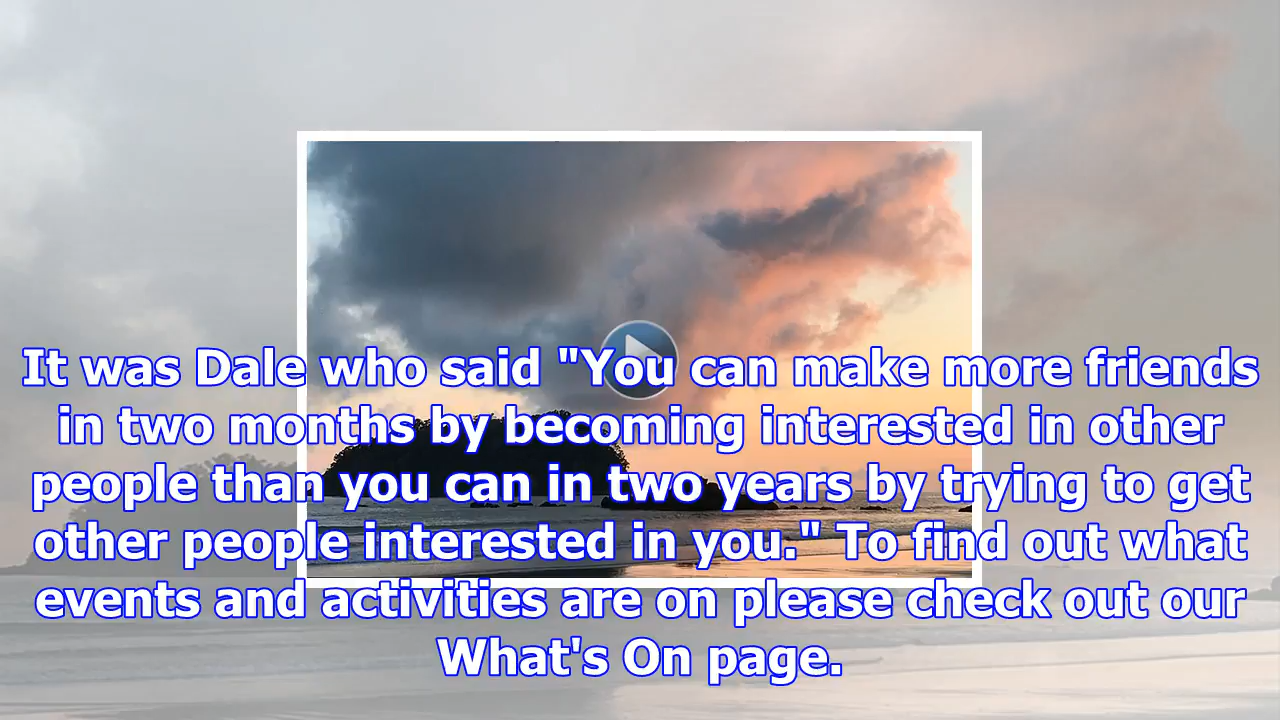 It was Dale who said "You can make more friends
in two months by becoming interested in other
people than you can in two years by trying to get
other people interested in you." To find out what
events and activities are on please check out our
What's On page.